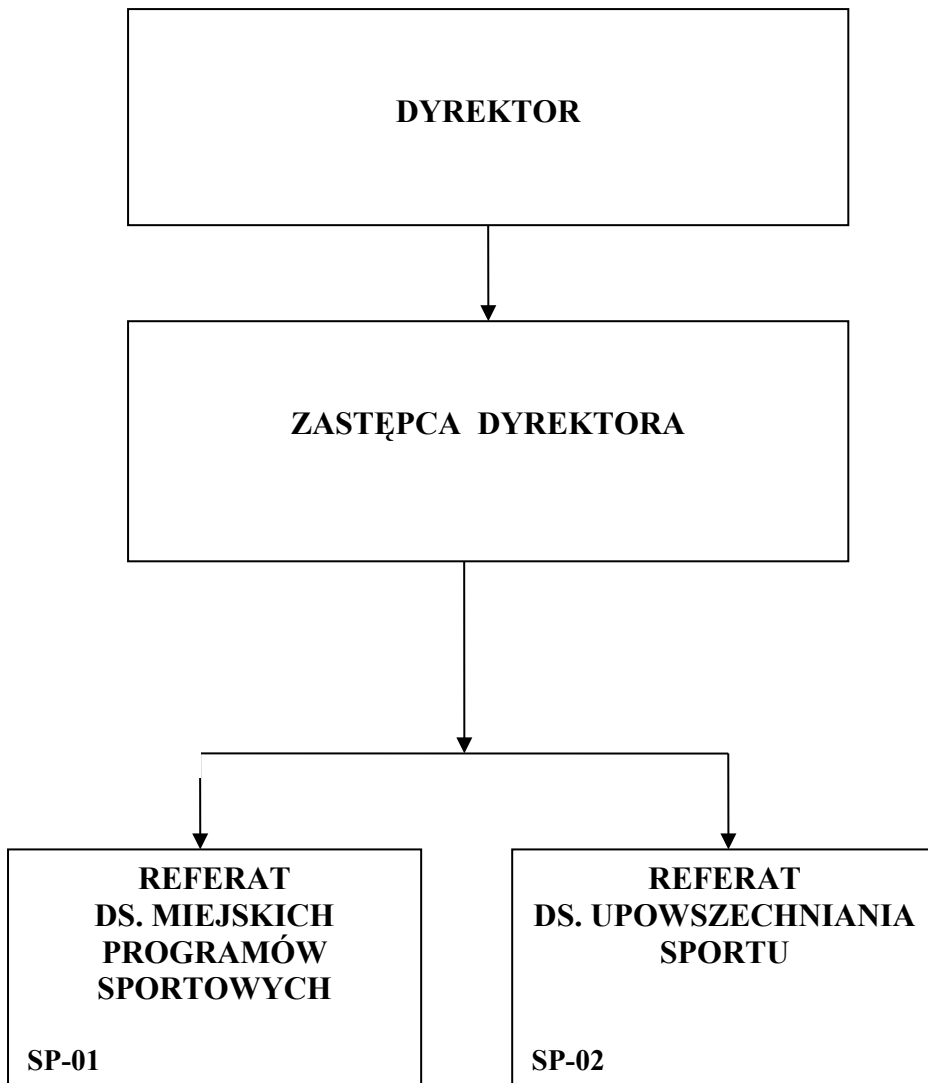 DYREKTOR
ZASTĘPCA DYREKTORA
REFERAT
DS. MIEJSKICH
PROGRAMÓW
SPORTOWYCH
SP-01
REFERAT
DS. UPOWSZECHNIANIA
SPORTU
SP-02